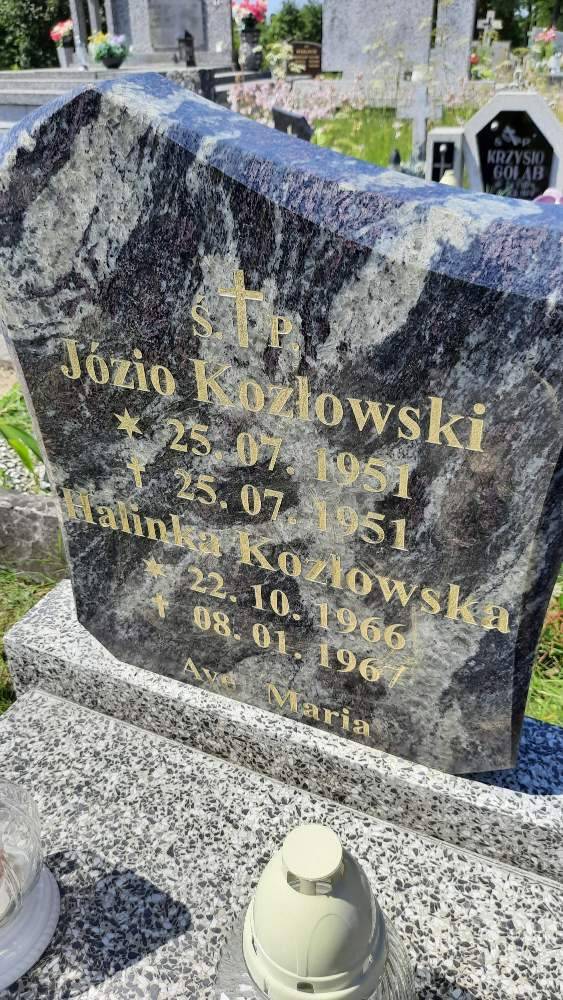 Ś. P.
Józio Kozłowski
25. 07. 1951
25. 07. 1951
Halinka Kozłowska
22. 10. 1966
08. 01. 1967
Ave Maria
Ś P
KRZYSIO
GOŁĄB